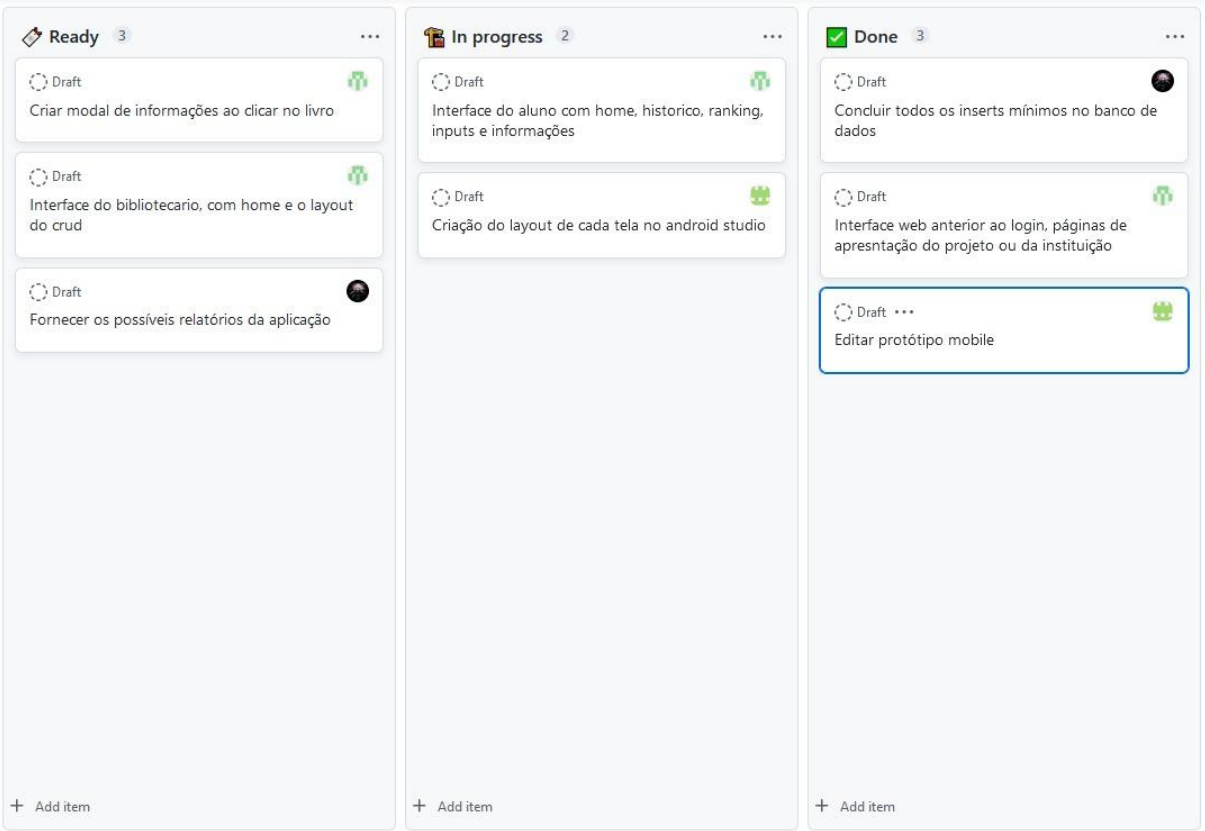 Ready 3
Draft
Criar modal de informações ao clicar no livro
Draft
Interface do bibliotecario, com home e o layout
do crud
Draft
Fornecer os possíveis relatórios da aplicação
+ Add item
In progress 2
Draft
Interface do aluno com home, historico, ranking,
inputs e informações
Draft
Criação do layout de cada tela no android studio
+ Add item
Done 3
Draft
Concluir todos os inserts mínimos no banco de
dados
Draft
Interface web anterior ao login, páginas de
apresntação do projeto ou da instituição
Draft
Editar protótipo mobile
+ Add item